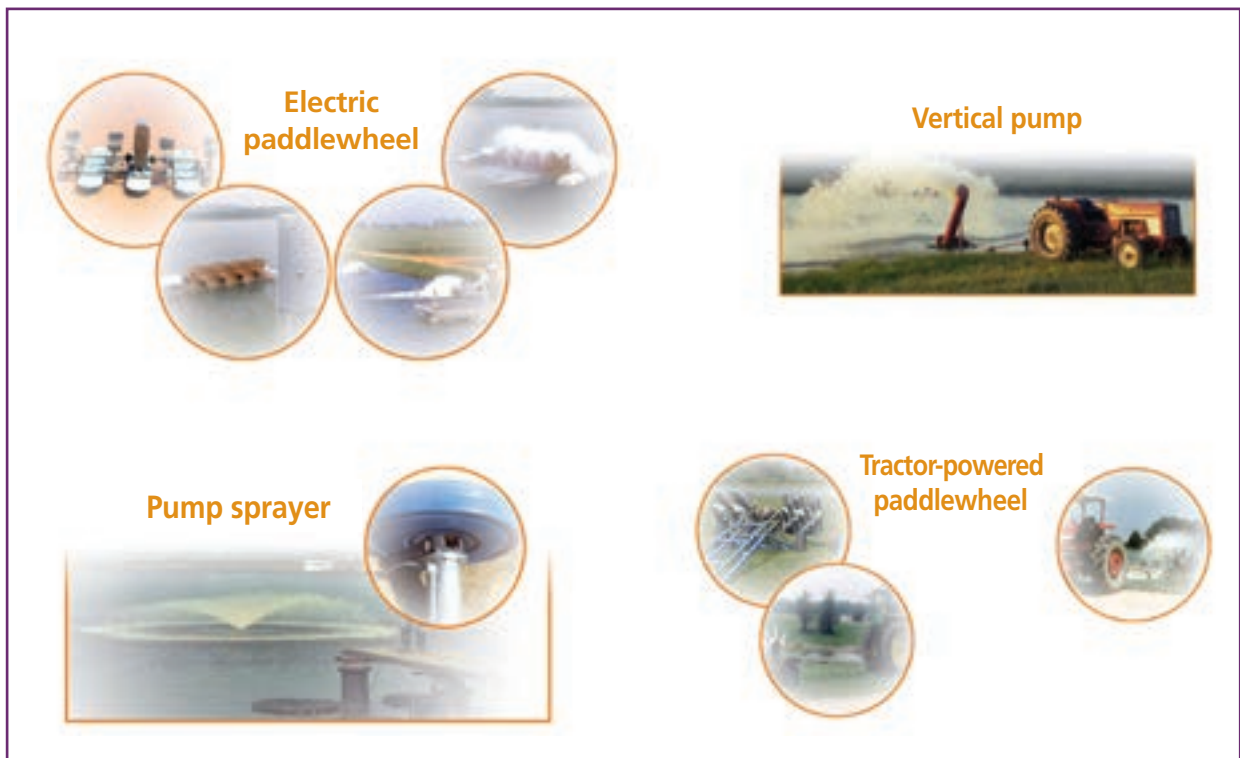 Electric
paddlewheel
Vertical pump
Pump sprayer
Tractor-powered
paddlewheel